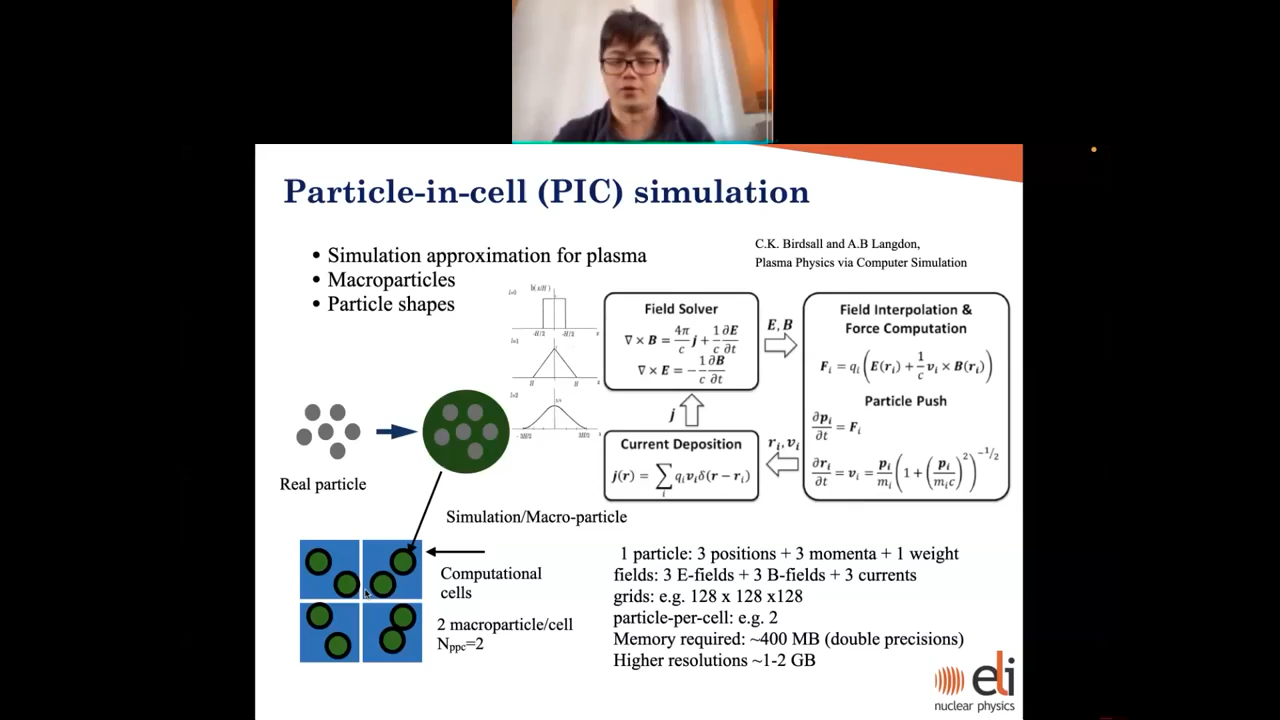 Particle-in-cell (PIC) simulation
• Simulation approximation for plasma
• Macroparticles
• Particle shapes
C.K. Birdsall and A.B Langdon,
Plasma Physics via Computer Simulation
Field Solver
∇ × B = 4π/c j + 1/c ∂E/∂t
∇ × E = − 1/c ∂B/∂t
E, B
Field Interpolation &
Force Computation
F_i = q_i ( E(r_i) + 1/c v_i × B(r_i) )
Particle Push
∂p_i/∂t = F_i
∂r_i/∂t = v_i = p_i/m_i ( 1 + ( p_i/m_i c )^2 )^−1/2
r_i, v_i
j
Current Deposition
j(r) = ∑_i q_i v_i δ(r − r_i)
Real particle
Simulation/Macro-particle
Computational
cells
2 macroparticle/cell
N_ppc=2
1 particle: 3 positions + 3 momenta + 1 weight
fields: 3 E-fields + 3 B-fields + 3 currents
grids: e.g. 128 x 128 x128
particle-per-cell: e.g. 2
Memory required: ~400 MB (double precisions)
Higher resolutions ~1-2 GB
eli
nuclear physics